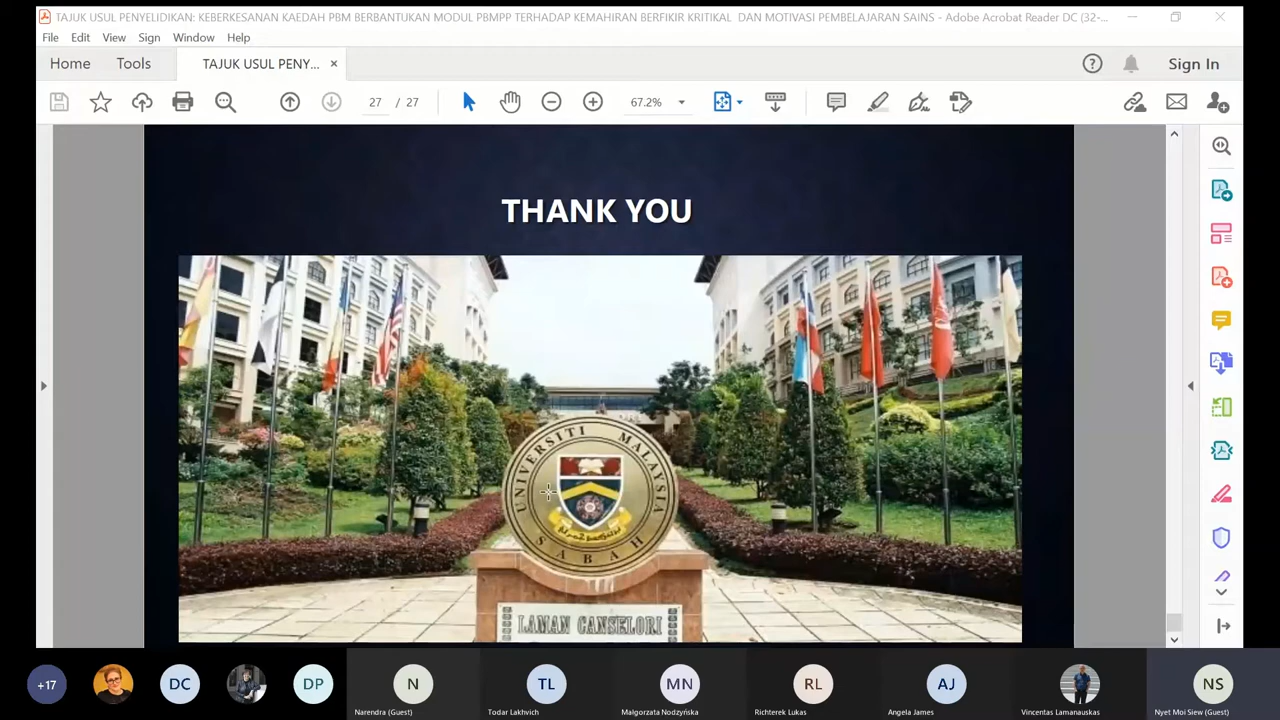 TAJUK USUL PENYELIDIKAN: KEBERKESANAN KAEDAH PBM BERBANTUKAN MODUL PBMPP TERHADAP KEMAHIRAN BERFIKIR KRITIKAL DAN MOTIVASI PEMBELAJARAN SAINS - Adobe Acrobat Reader DC (32-...
File Edit View Sign Window Help
Home Tools TAJUK USUL PENY... × Sign In
27 / 27 67.2%
THANK YOU
UNIVERSITI MALAYSIA
SABAH
LAMAN CANSELORI
+17 DC DP N TL MN RL AJ NS
Narendra (Guest) Todar Lakhvich Małgorzata Nodzyńska Richterek Lukas Angela James Vincentas Lamanauskas Nyet Moi Siew (Guest)